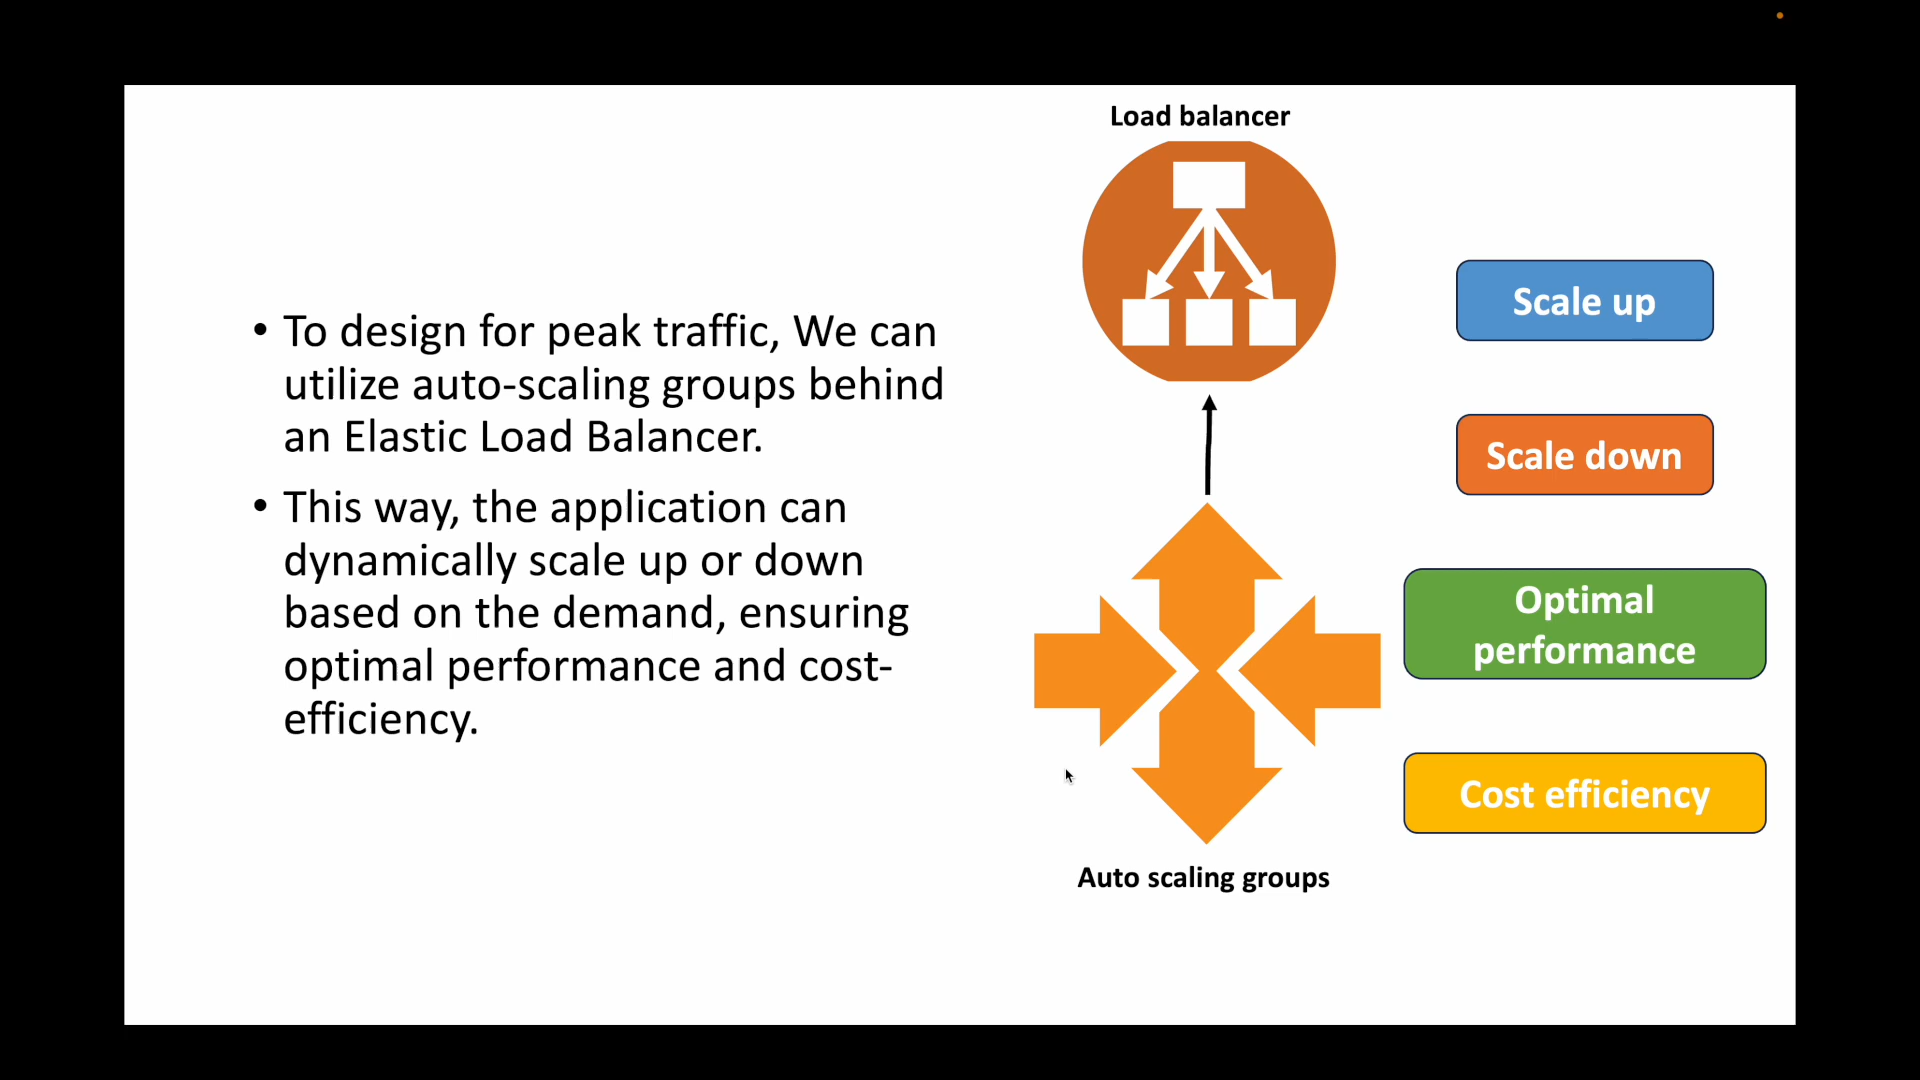 Load balancer
• To design for peak traffic, We can
utilize auto-scaling groups behind
an Elastic Load Balancer.
• This way, the application can
dynamically scale up or down
based on the demand, ensuring
optimal performance and cost-
efficiency.
Scale up
Scale down
Optimal
performance
Cost efficiency
Auto scaling groups